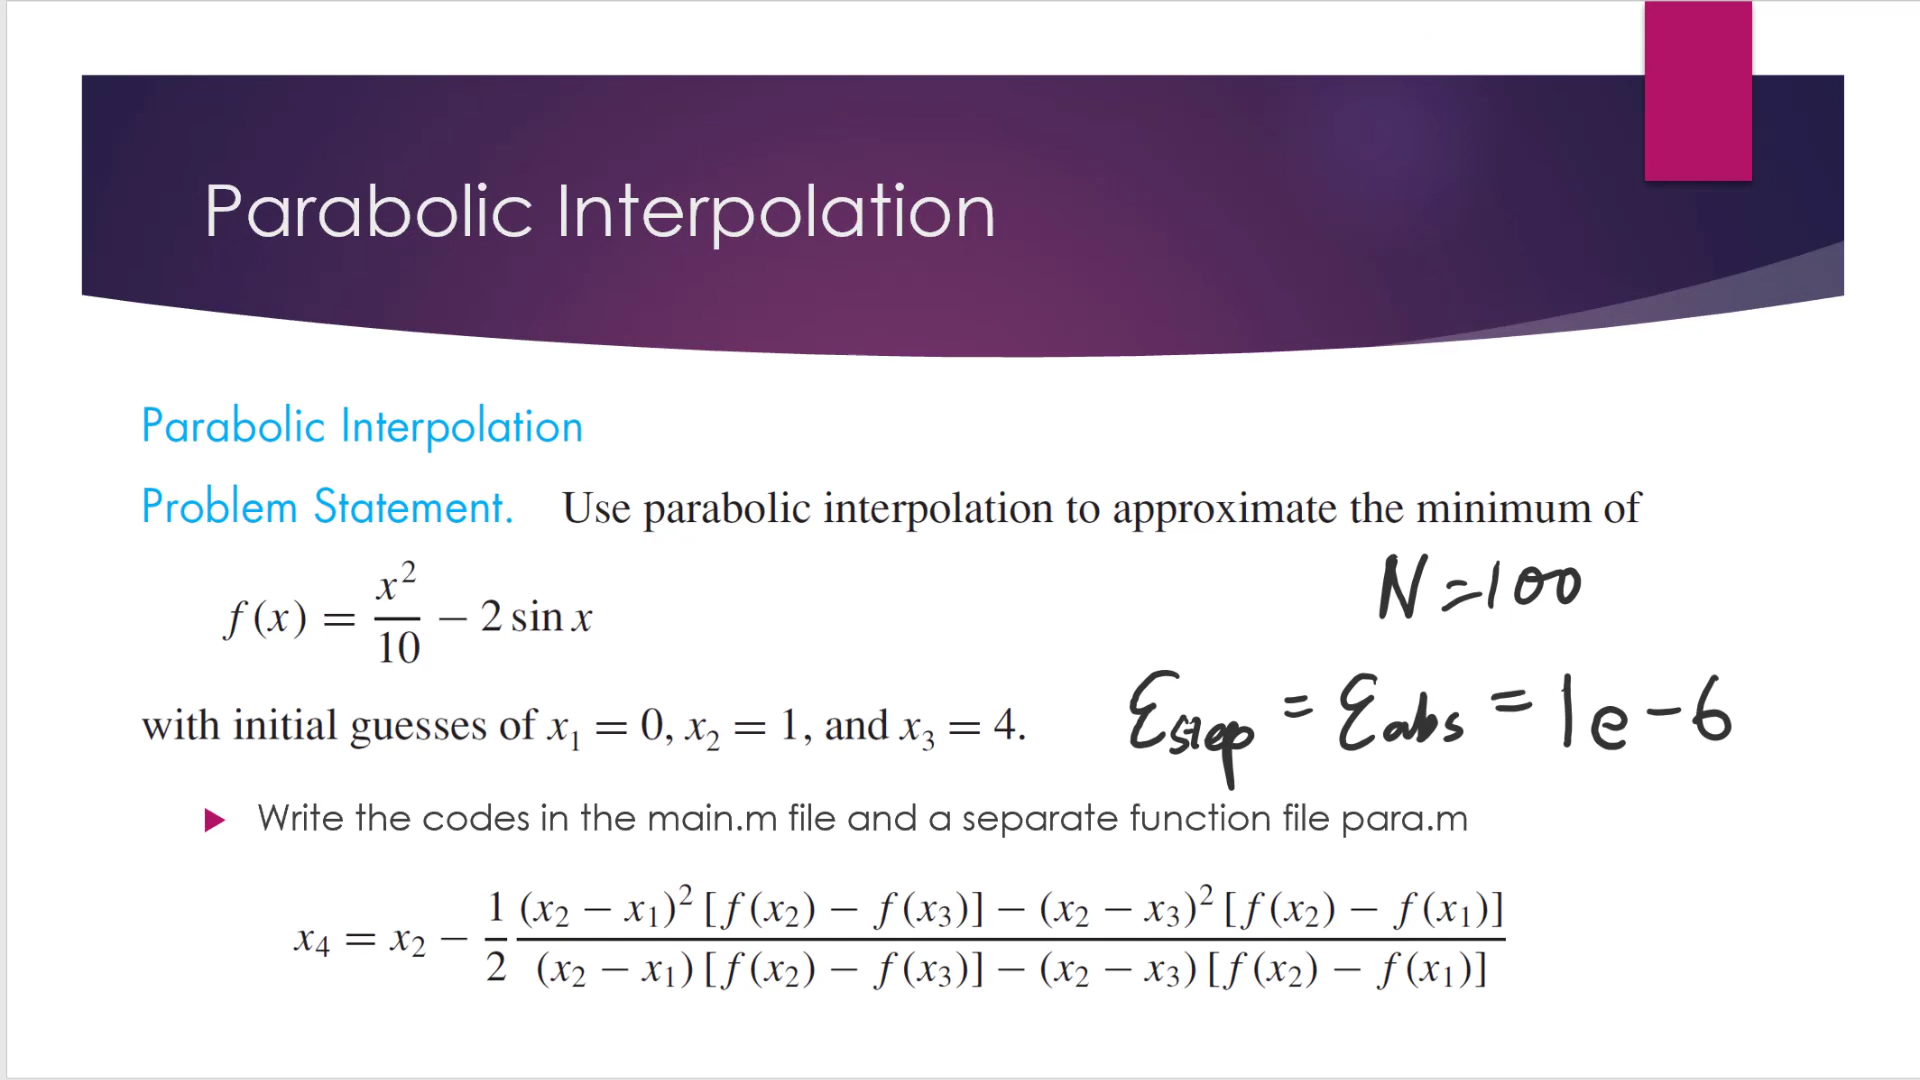 Parabolic Interpolation
Parabolic Interpolation
Problem Statement. Use parabolic interpolation to approximate the minimum of
N = 100
f(x) = x²/10 − 2 sin x
εstep = εabs = 1e-6
with initial guesses of x₁ = 0, x₂ = 1, and x₃ = 4.
Write the codes in the main.m file and a separate function file para.m
x₄ = x₂ − 1/2 (x₂ − x₁)² [f(x₂) − f(x₃)] − (x₂ − x₃)² [f(x₂) − f(x₁)] / (x₂ − x₁) [f(x₂) − f(x₃)] − (x₂ − x₃) [f(x₂) − f(x₁)]